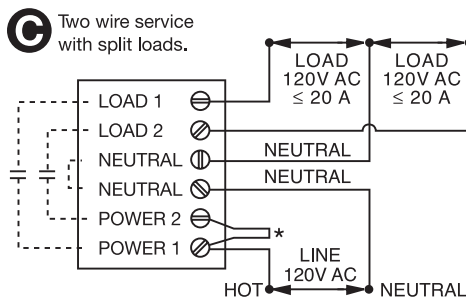 C Two wire service
with split loads.
LOAD
120V AC
≤ 20 A
LOAD
120V AC
≤ 20 A
LOAD 1
LOAD 2
NEUTRAL
NEUTRAL
POWER 2
POWER 1
NEUTRAL
NEUTRAL
*
LINE
120V AC
HOT
NEUTRAL